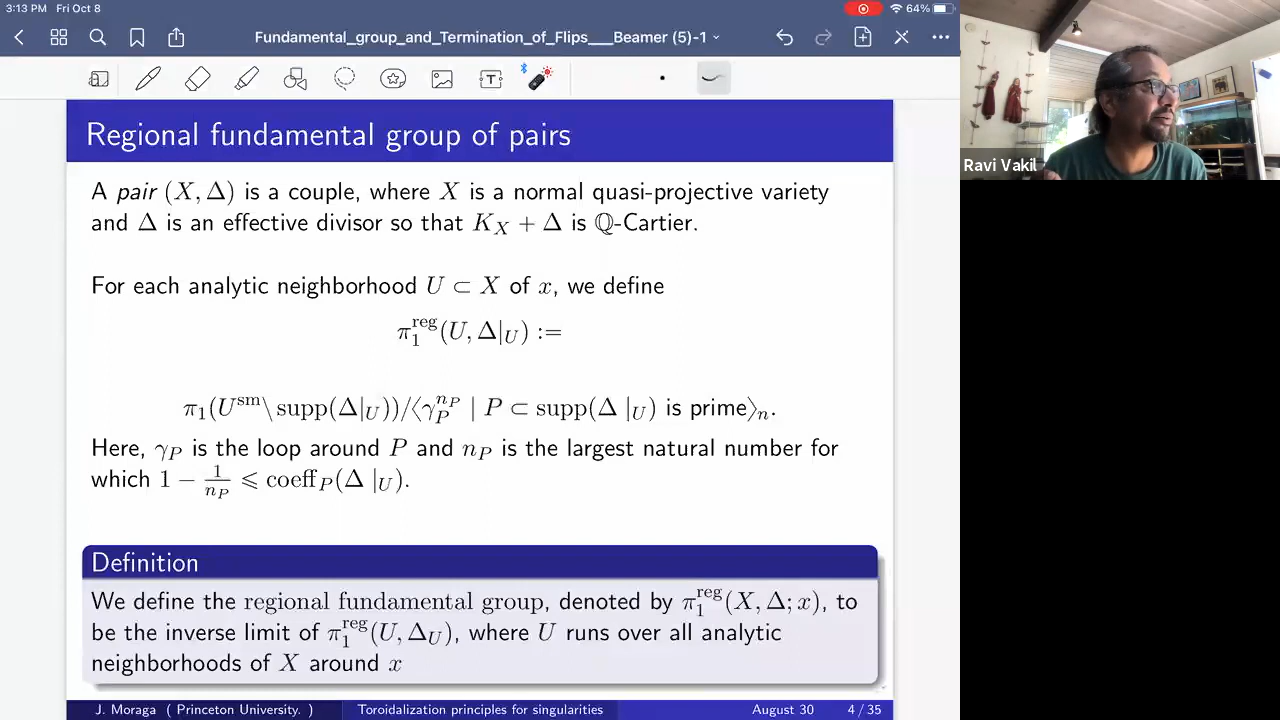 3:13 PM Fri Oct 8
64%
Fundamental_group_and_Termination_of_Flips___Beamer (5)-1
Regional fundamental group of pairs
A pair (X, Δ) is a couple, where X is a normal quasi-projective variety
and Δ is an effective divisor so that K_X + Δ is ℚ-Cartier.
For each analytic neighborhood U ⊂ X of x, we define
π₁^reg(U, Δ|_U) :=
π₁(U^sm \ supp(Δ|_U))/⟨γ_P^{n_P} | P ⊂ supp(Δ |_U) is prime⟩_n.
Here, γ_P is the loop around P and n_P is the largest natural number for
which 1 − 1/n_P ⩽ coeff_P(Δ |_U).
Definition
We define the regional fundamental group, denoted by π₁^reg(X, Δ; x), to
be the inverse limit of π₁^reg(U, Δ_U), where U runs over all analytic
neighborhoods of X around x
J. Moraga ( Princeton University. ) Toroidalization principles for singularities August 30 4 / 35
Ravi Vakil